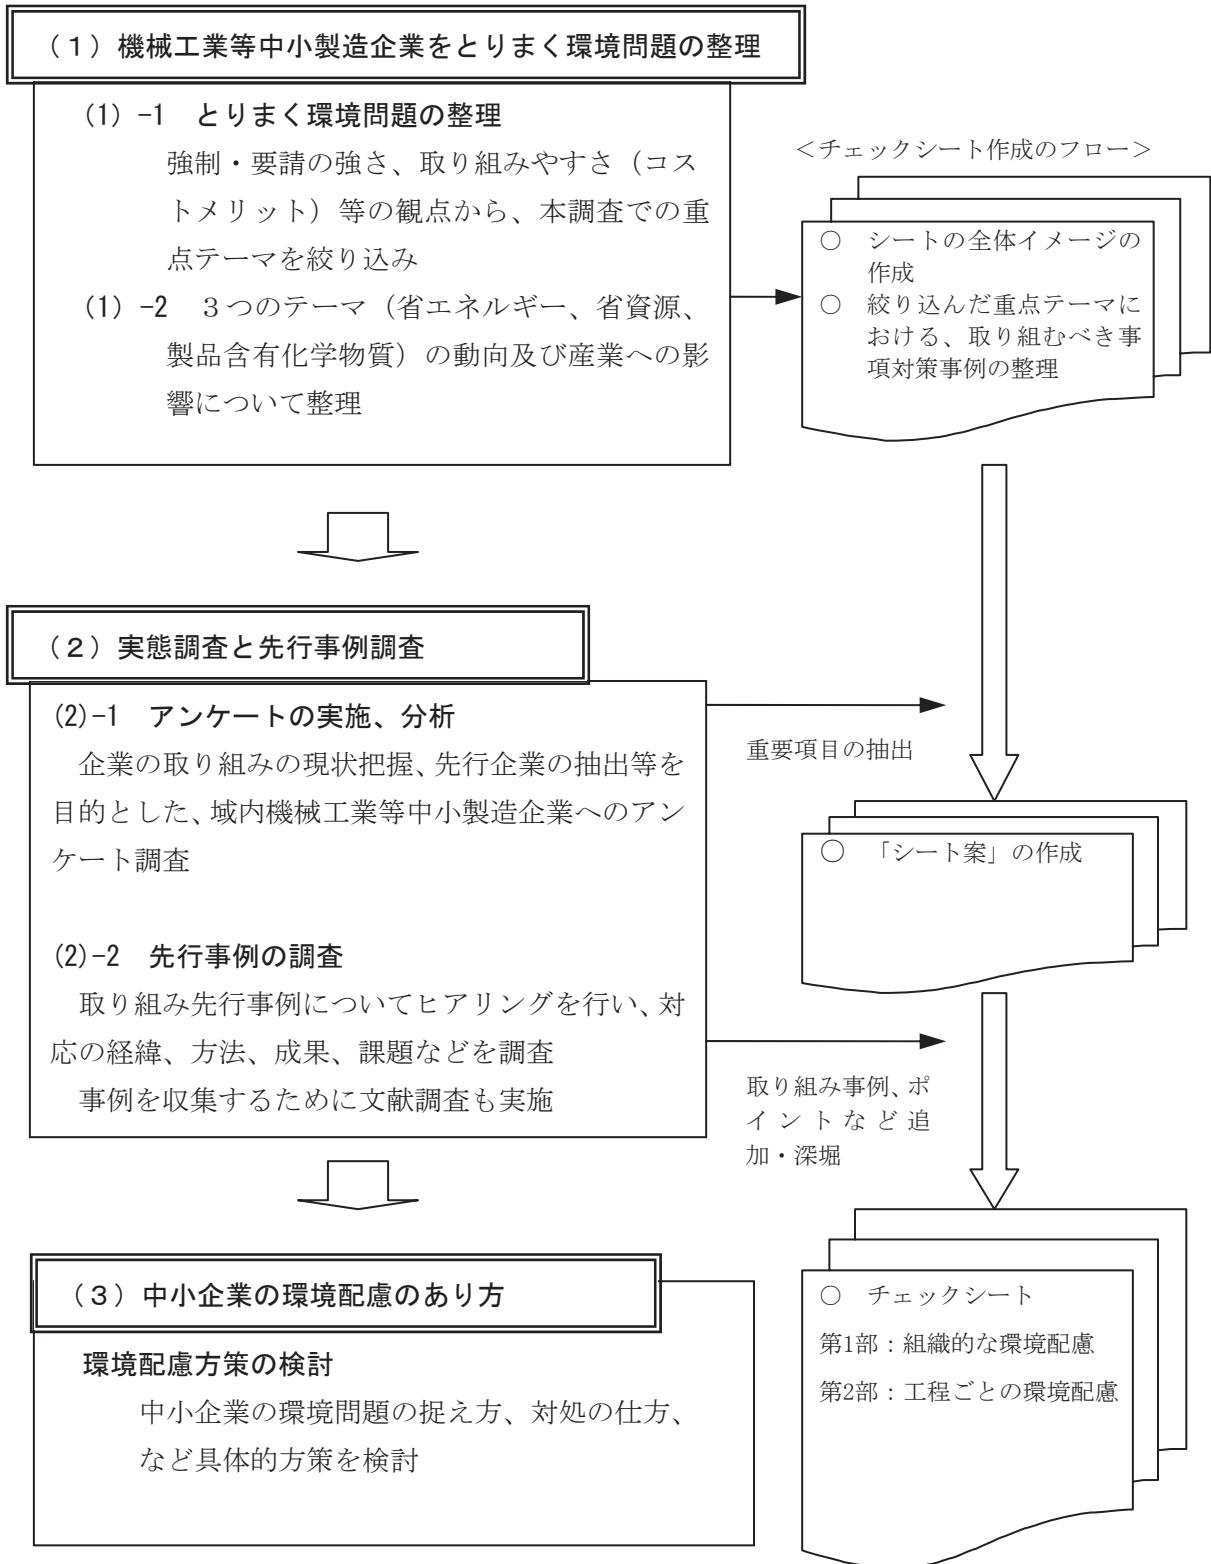 （１）機械工業等中小製造企業をとりまく環境問題の整理
(1) -1　とりまく環境問題の整理
強制・要請の強さ、取り組みやすさ（コス
トメリット）等の観点から、本調査での重
点テーマを絞り込み
(1) -2　３つのテーマ（省エネルギー、省資源、
製品含有化学物質）の動向及び産業への影
響について整理
＜チェックシート作成のフロー＞
○　シートの全体イメージの
作成
○　絞り込んだ重点テーマに
おける、取り組むべき事
項対策事例の整理
（２）実態調査と先行事例調査
(2)-1　アンケートの実施、分析
企業の取り組みの現状把握、先行企業の抽出等を
目的とした、域内機械工業等中小製造企業へのアン
ケート調査
(2)-2　先行事例の調査
取り組み先行事例についてヒアリングを行い、対
応の経緯、方法、成果、課題などを調査
事例を収集するために文献調査も実施
重要項目の抽出
○　「シート案」の作成
取り組み事例、ポ
イントなど追
加・深堀
（３）中小企業の環境配慮のあり方
環境配慮方策の検討
中小企業の環境問題の捉え方、対処の仕方、
など具体的方策を検討
○　チェックシート
第1部：組織的な環境配慮
第2部：工程ごとの環境配慮